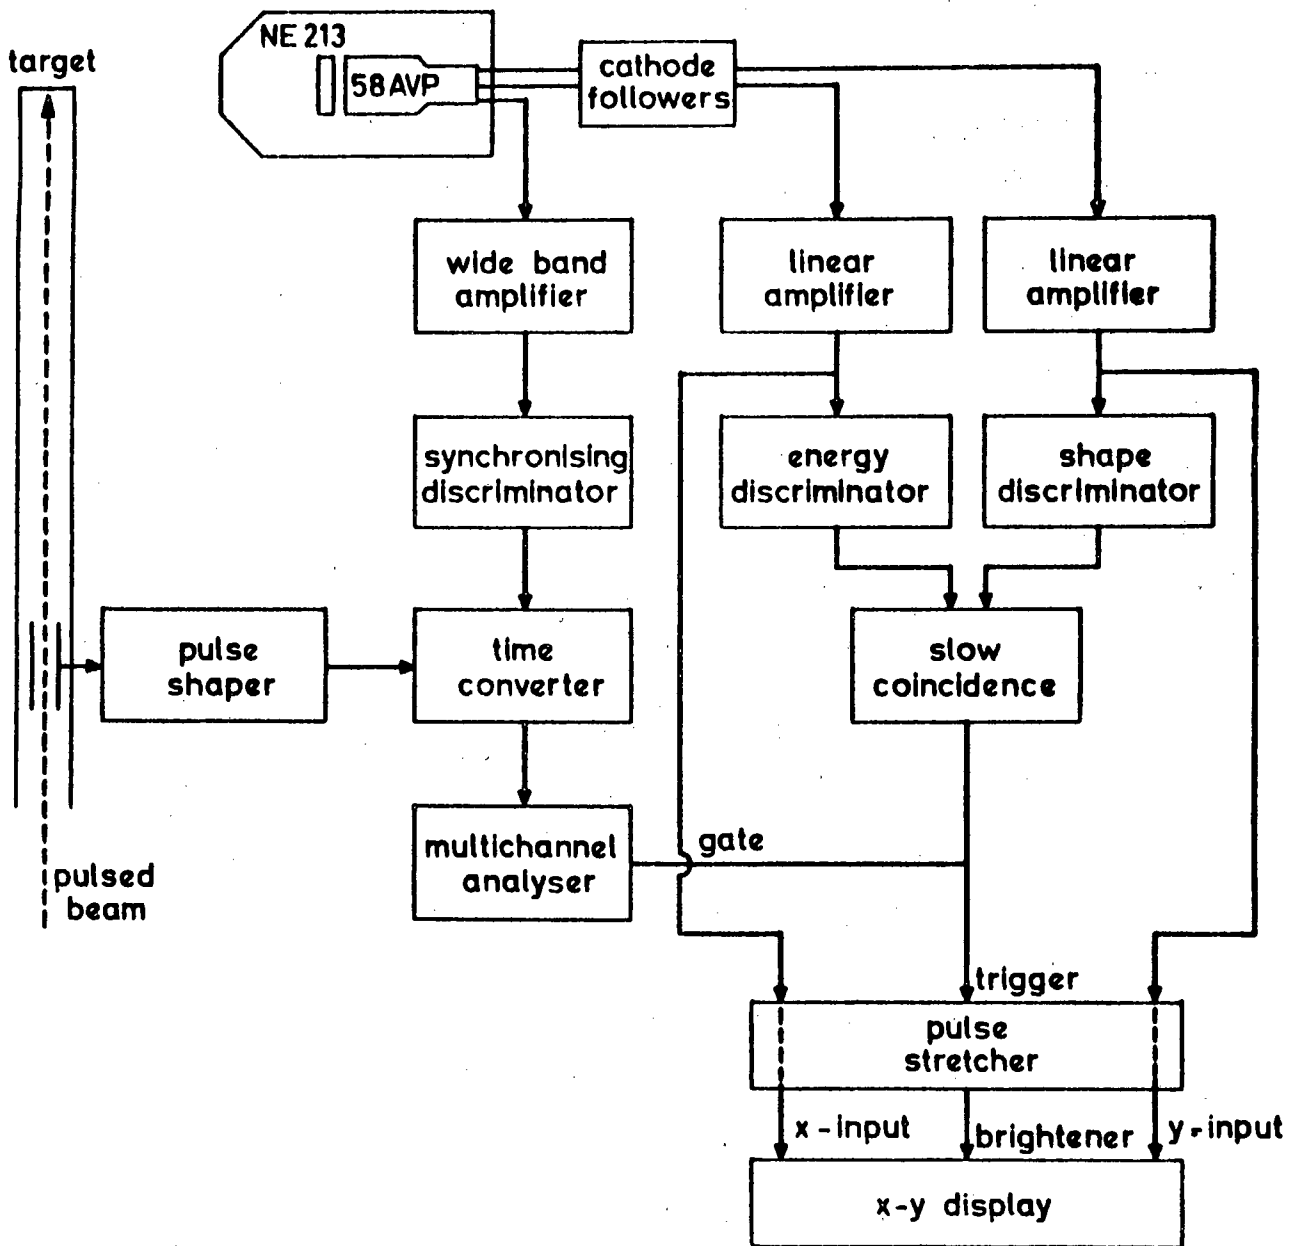 target
NE 213
58 AVP
cathode
followers
wide band
amplifier
linear
amplifier
linear
amplifier
synchronising
discriminator
energy
discriminator
shape
discriminator
pulse
shaper
time
converter
slow
coincidence
multichannel
analyser
gate
pulsed
beam
trigger
pulse
stretcher
x-input
brightener
y-input
x-y display